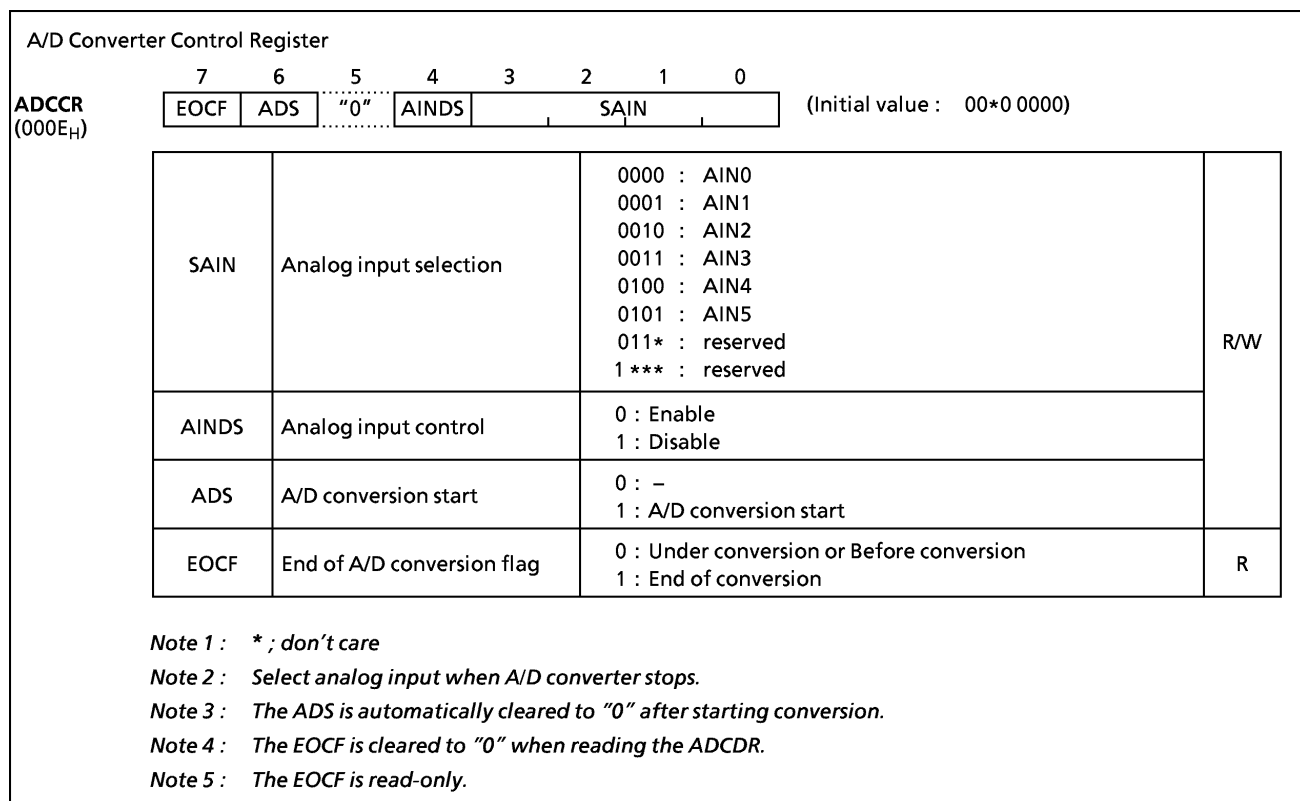 A/D Converter Control Register
7 6 5 4 3 2 1 0
ADCCR EOCF ADS "0" AINDS SAIN (Initial value : 00*0 0000)
(000EH)
0000 : AIN0
0001 : AIN1
0010 : AIN2
0011 : AIN3
SAIN Analog input selection
0100 : AIN4
0101 : AIN5
011* : reserved
R/W
1*** : reserved
AINDS Analog input control
0 : Enable
1 : Disable
ADS A/D conversion start
0 : –
1 : A/D conversion start
EOCF End of A/D conversion flag
0 : Under conversion or Before conversion
1 : End of conversion
R
Note 1 : * ; don't care
Note 2 : Select analog input when A/D converter stops.
Note 3 : The ADS is automatically cleared to "0" after starting conversion.
Note 4 : The EOCF is cleared to "0" when reading the ADCDR.
Note 5 : The EOCF is read-only.